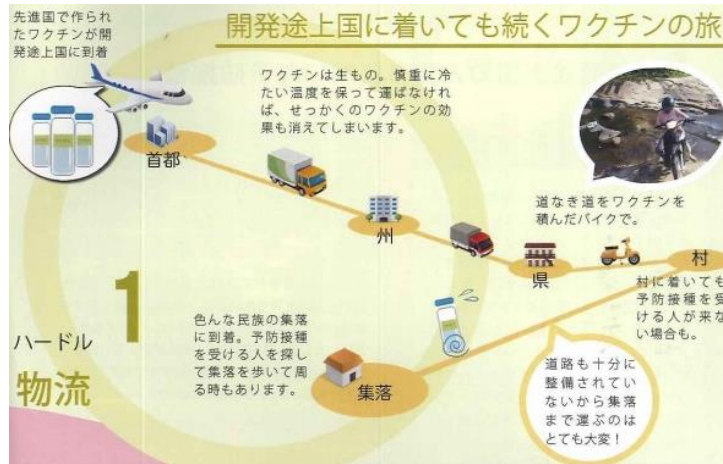 先進国で作られ
たワクチンが開
発途上国に到着
開発途上国に着いても続くワクチンの旅
ワクチンは生もの。慎重に冷
たい温度を保って運ばなけれ
ば、せっかくのワクチンの効
果も消えてしまいます。
首都
州
県
村
道なき道をワクチンを
積んだバイクで。
村に着いても
予防接種を受
ける人が来な
い場合も。
1
ハードル
物流
色んな民族の集落
に到着。予防接種
を受ける人を探し
て集落を歩いて周
る時もあります。
集落
道路も十分に
整備されてい
ないから集落
まで運ぶのは
とても大変！